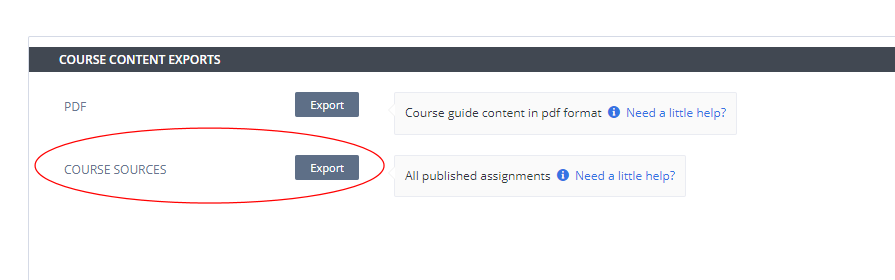 COURSE CONTENT EXPORTS
PDF Export Course guide content in pdf format Need a little help?
COURSE SOURCES Export All published assignments Need a little help?